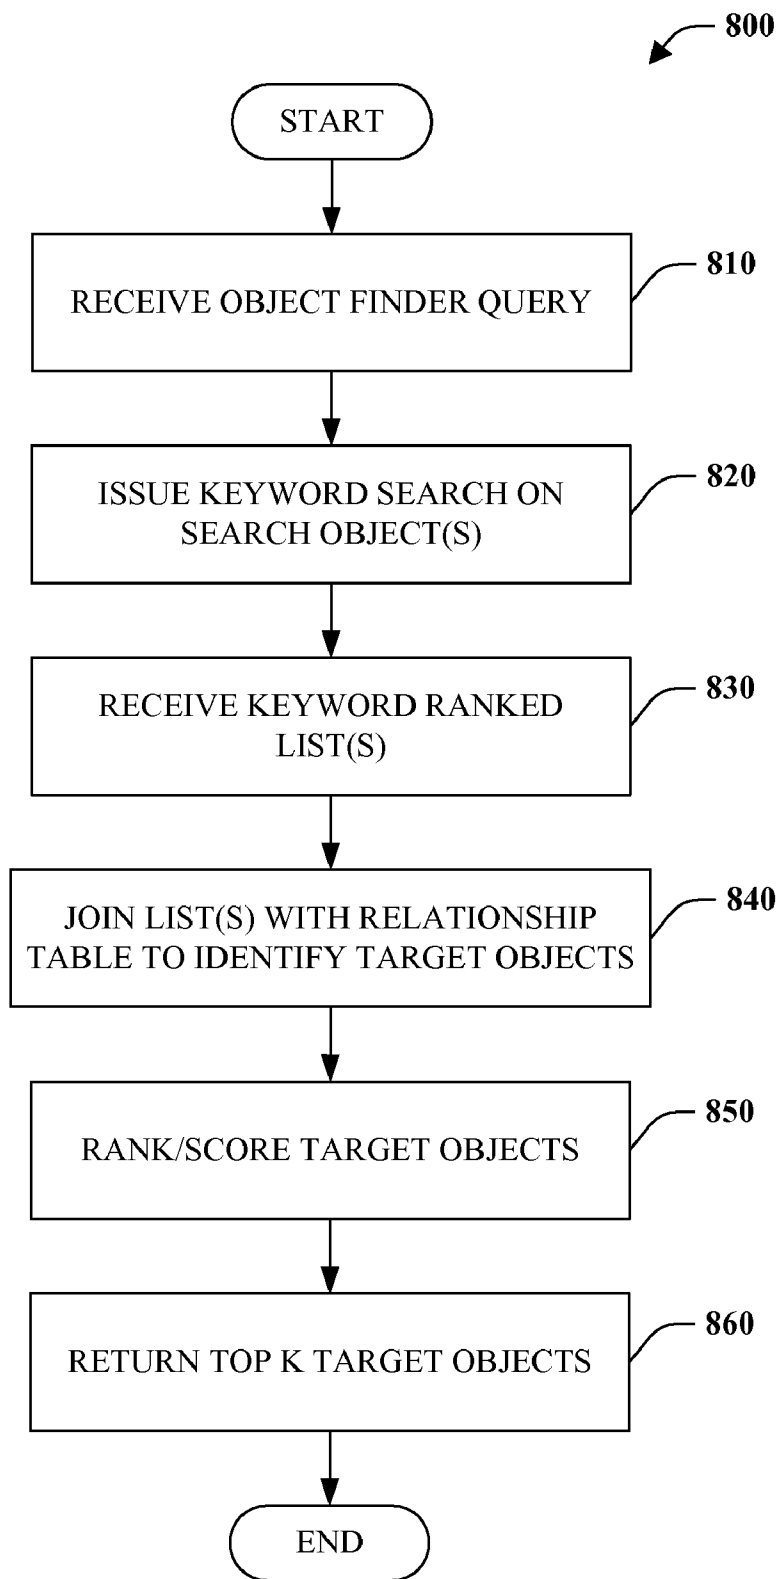 800
START
810
RECEIVE OBJECT FINDER QUERY
820
ISSUE KEYWORD SEARCH ON
SEARCH OBJECT(S)
830
RECEIVE KEYWORD RANKED
LIST(S)
840
JOIN LIST(S) WITH RELATIONSHIP
TABLE TO IDENTIFY TARGET OBJECTS
850
RANK/SCORE TARGET OBJECTS
860
RETURN TOP K TARGET OBJECTS
END